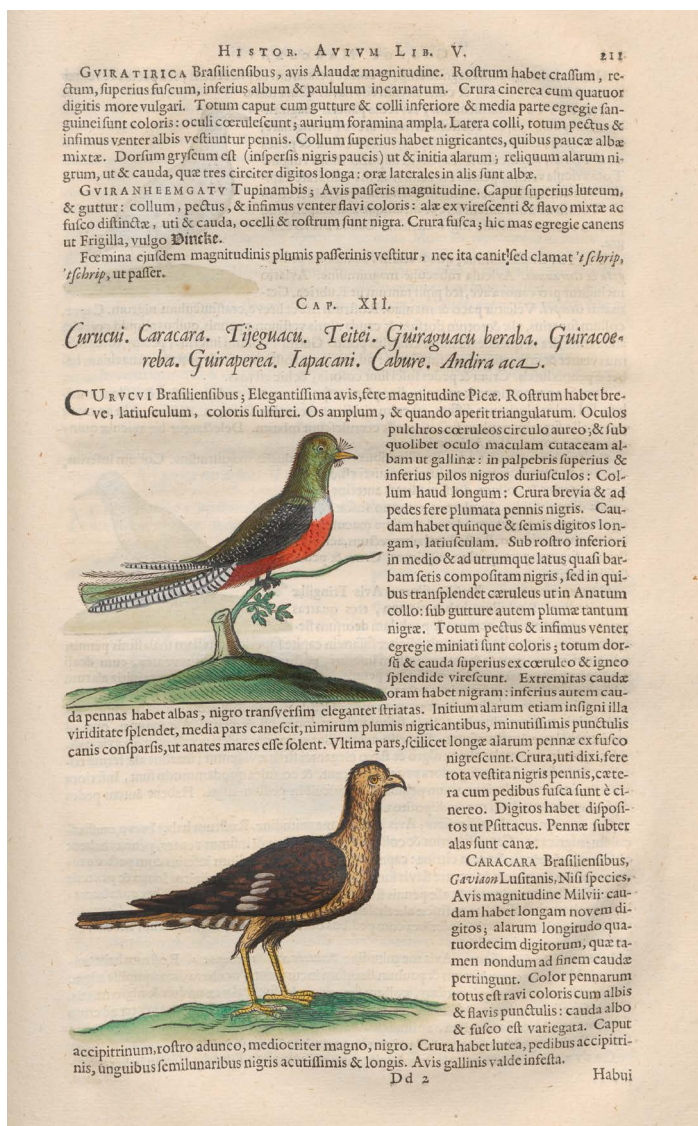 HISTOR. AVIVM LIB. V. 211
GVIRATIRICA Brasiliensibus, avis Alaudæ magnitudine. Rostrum habet crassum, re-
ctum, superius fuscum, inferius album & paululum incarnatum. Crura cinerea cum quatuor
digitis more vulgari. Totum caput cum gutture & colli inferiore & media parte egregie san-
guinei sunt coloris: oculi cœrulescunt; aurium foramina ampla. Latera colli, totum pectus &
infimus venter albis vestiuntur pennis. Collum superius habet nigricantes, quibus paucæ albæ
mixtæ. Dorsum gryseum est (inspersis nigris paucis) ut & initia alarum; reliquum alarum ni-
grum, ut & cauda, quæ tres circiter digitos longa: oræ laterales in alis sunt albæ.
GVIRANHEEMGATV Tupinambis; Avis passeris magnitudine. Caput superius luteum,
& guttur: collum, pectus, & infimus venter flavi coloris: alæ ex virescenti & flavo mixtæ ac
fusco distinctæ, uti & cauda, ocelli & rostrum sunt nigra. Crura fusca; hic mas egregie canens
ut Frigilla, vulgo Vincke.
Fœmina ejusdem magnitudinis plumis passerinis vestitur, nec ita canit sed clamat 'tschrip,
'tschrip, ut passer.
CAP. XII.
Curucui. Caracara. Tijeguacu. Teitei. Guiraguacu beraba. Guiracoe-
reba. Guiraperea. Iapacani. Cabure. Andira aca.
CURVCVI Brasiliensibus; Elegantissima avis, fere magnitudine Picæ. Rostrum habet bre-
ve, latiusculum, coloris sulfurei. Os amplum, & quando aperit triangulatum. Oculos
pulchros cœruleos circulo aureo; & sub
quolibet oculo maculam cutaceam al-
bam ut gallinæ: in palpebris superius &
inferius pilos nigros duriusculos: Col-
lum haud longum: Crura brevia & ad
pedes fere plumata pennis nigris. Cau-
dam habet quinque & semis digitos lon-
gam, latiusculam. Sub rostro inferiori
in medio & ad utrumque latus quasi bar-
bam setis compositam nigris, sed in qui-
bus transplendet cæruleus ut in Anatum
collo: sub gutture autem plumæ tantum
nigræ. Totum pectus & infimus venter
egregie miniati sunt coloris; totum dor-
sū & cauda superius ex cœruleo & igneo
splendide virescunt. Extremitas caudæ
oram habet nigram: inferius autem cau-
da pennas habet albas, nigro transversim eleganter striatas. Initium alarum etiam insigni illa
viriditate splendet, media pars canescit, nimirum plumis nigricantibus, minutissimis punctulis
canis consparsis, ut anates mares esse solent. Vltima pars, scilicet longæ alarum pennæ ex fusco
nigrescunt. Crura, uti dixi, fere
tota vestita nigris pennis, cæte-
ra cum pedibus fusca sunt è ci-
nereo. Digitos habet disposi-
tos ut Psittacus. Pennæ subter
alas sunt canæ.
CARACARA Brasiliensibus,
Gaviaon Lusitanis, Nisi species,
Avis magnitudine Milvii: cau-
dam habet longam novem di-
gitos; alarum longitudo qua-
tuordecim digitorum, quæ ta-
men nondum ad finem caudæ
pertingunt. Color pennarum
totus est ravi coloris cum albis
& flavis punctulis: cauda albo
& fusco est variegata. Caput
accipitrinum, rostro adunco, mediocriter magno, nigro. Crura habet lutea, pedibus accipitri-
nis, unguibus semilunaribus nigris acutissimis & longis. Avis gallinis valde infesta.
Dd 2 Habui